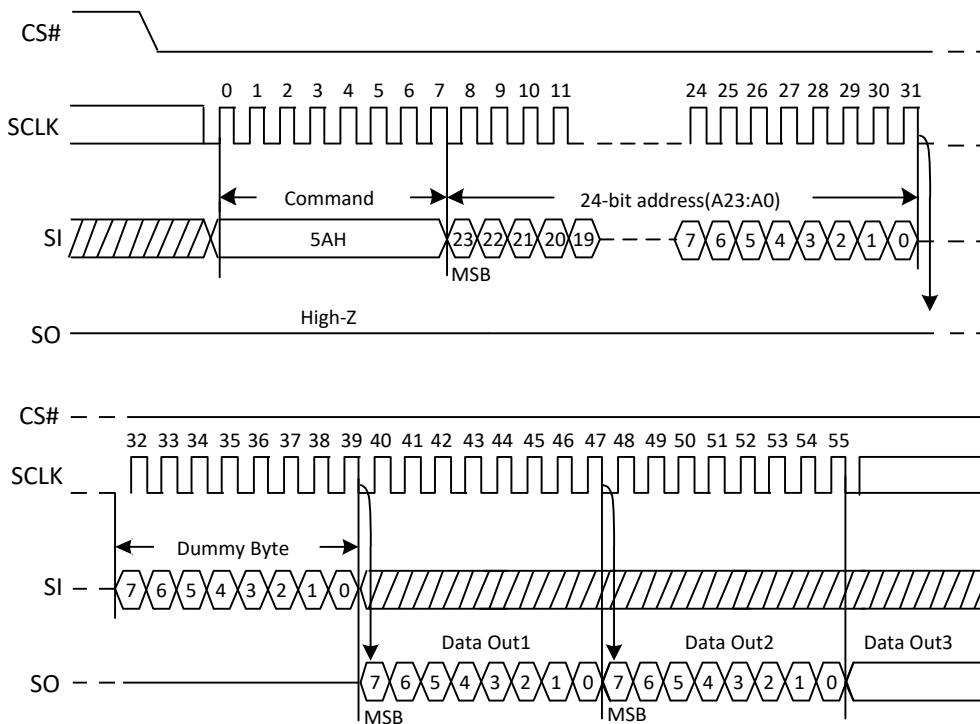 CS#
0 1 2 3 4 5 6 7 8 9 10 11 24 25 26 27 28 29 30 31
SCLK
Command 24-bit address(A23:A0)
SI 5AH 23 22 21 20 19 7 6 5 4 3 2 1 0
MSB
High-Z
SO
CS#
32 33 34 35 36 37 38 39 40 41 42 43 44 45 46 47 48 49 50 51 52 53 54 55
SCLK
Dummy Byte
SI 7 6 5 4 3 2 1 0
Data Out1 Data Out2 Data Out3
SO 7 6 5 4 3 2 1 0 7 6 5 4 3 2 1 0
MSB MSB